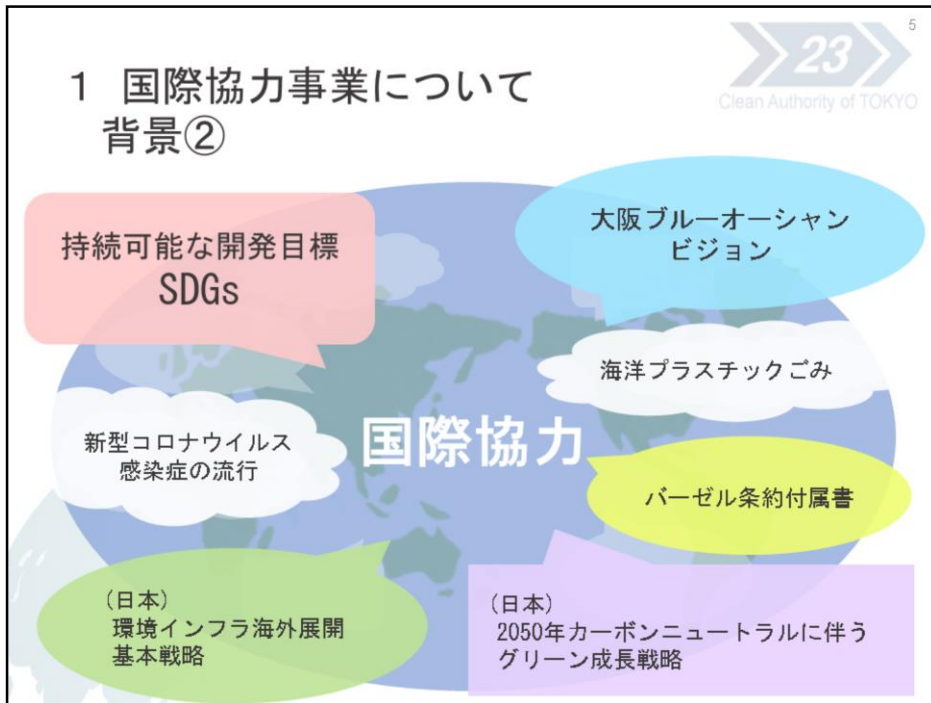 5
23
Clean Authority of TOKYO
1 国際協力事業について
背景②
持続可能な開発目標
SDGs
大阪ブルーオーシャン
ビジョン
海洋プラスチックごみ
新型コロナウイルス
感染症の流行
国際協力
バーゼル条約付属書
(日本)
環境インフラ海外展開
基本戦略
(日本)
2050年カーボンニュートラルに伴う
グリーン成長戦略